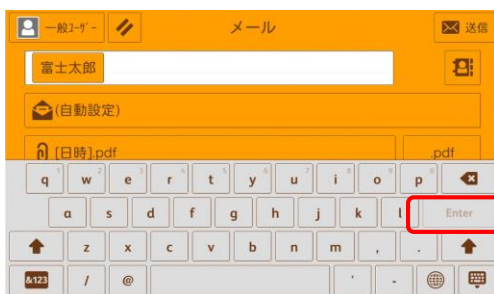 一般ﾕｰｻﾞｰ メール 送信
富士太郎
(自動設定)
[日時].pdf .pdf
q w e r t y u i o p
a s d f g h j k l Enter
z x c v b n m , .
&123 / @ ' -